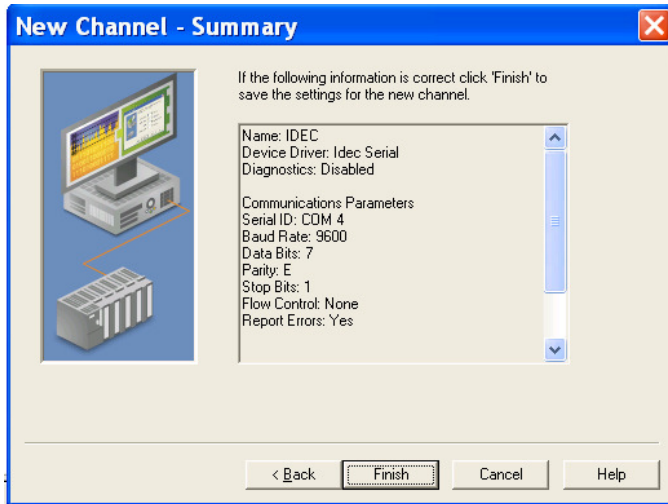 New Channel - Summary
If the following information is correct click 'Finish' to
save the settings for the new channel.
Name: IDEC
Device Driver: Idec Serial
Diagnostics: Disabled
Communications Parameters
Serial ID: COM 4
Baud Rate: 9600
Data Bits: 7
Parity: E
Stop Bits: 1
Flow Control: None
Report Errors: Yes
< Back
Finish
Cancel
Help